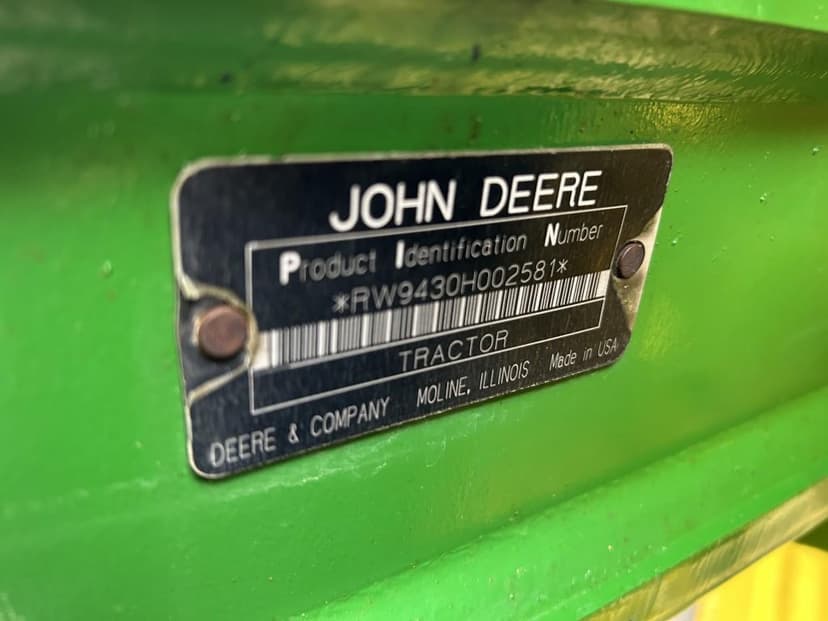 JOHN DEERE
Product Identification Number
*RW9430H002581*
TRACTOR
DEERE & COMPANY MOLINE, ILLINOIS Made in USA